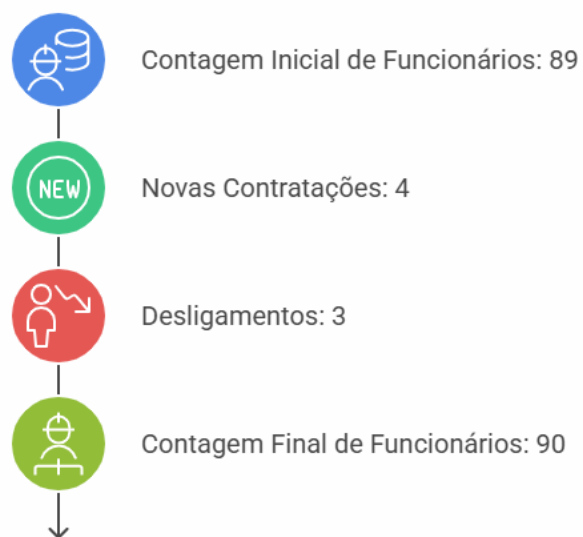 Contagem Inicial de Funcionários: 89
NEW
Novas Contratações: 4
Desligamentos: 3
Contagem Final de Funcionários: 90